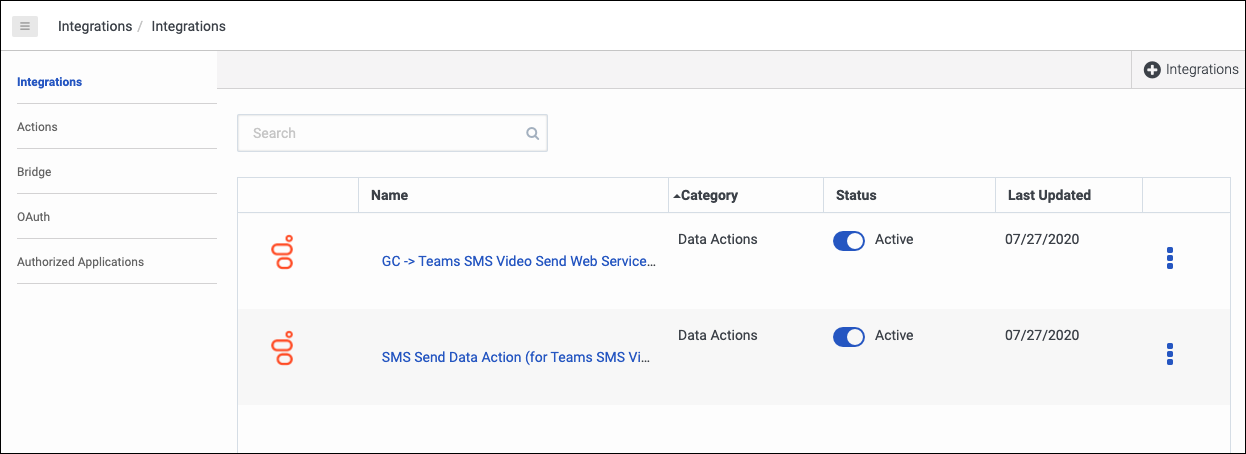 Integrations / Integrations
Integrations
Integrations
Actions
Search
Bridge
Name
Category
Status
Last Updated
OAuth
Data Actions
Active
07/27/2020
Authorized Applications
GC -> Teams SMS Video Send Web Service...
Data Actions
Active
07/27/2020
SMS Send Data Action (for Teams SMS Vi...